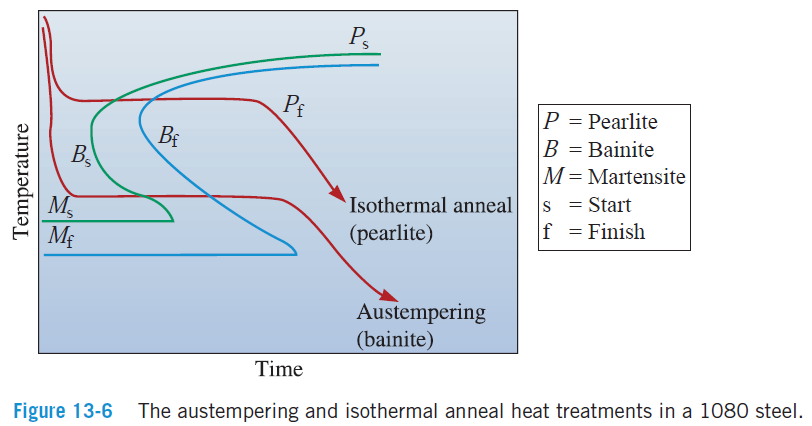 Ps
Pf
Bf
Bs
Ms
Mf
Temperature
Isothermal anneal
(pearlite)
Austempering
(bainite)
Time
P = Pearlite
B = Bainite
M = Martensite
s = Start
f = Finish
Figure 13-6 The austempering and isothermal anneal heat treatments in a 1080 steel.